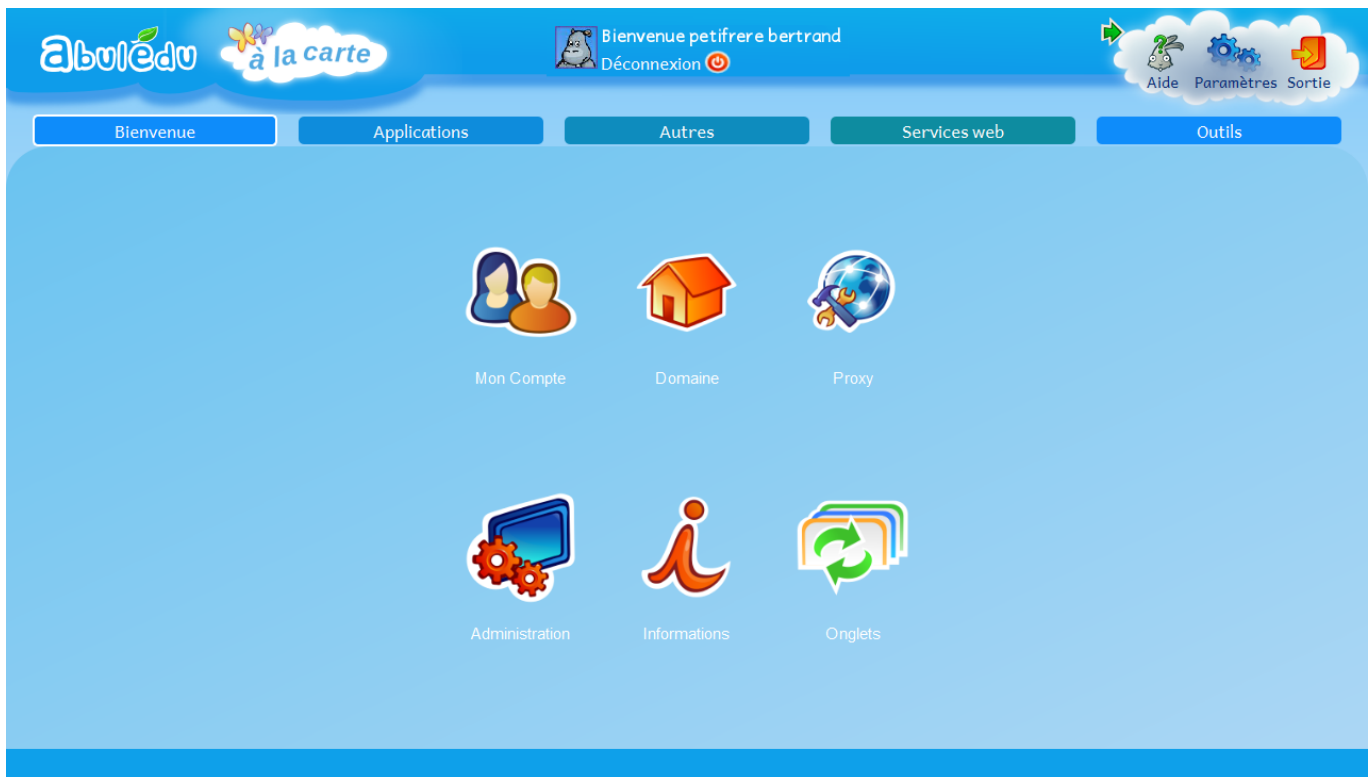 abulédu
à la carte
Bienvenue petifrere bertrand
Déconnexion
Aide Paramètres Sortie
Bienvenue Applications Autres Services web Outils
Mon Compte Domaine Proxy
Administration Informations Onglets